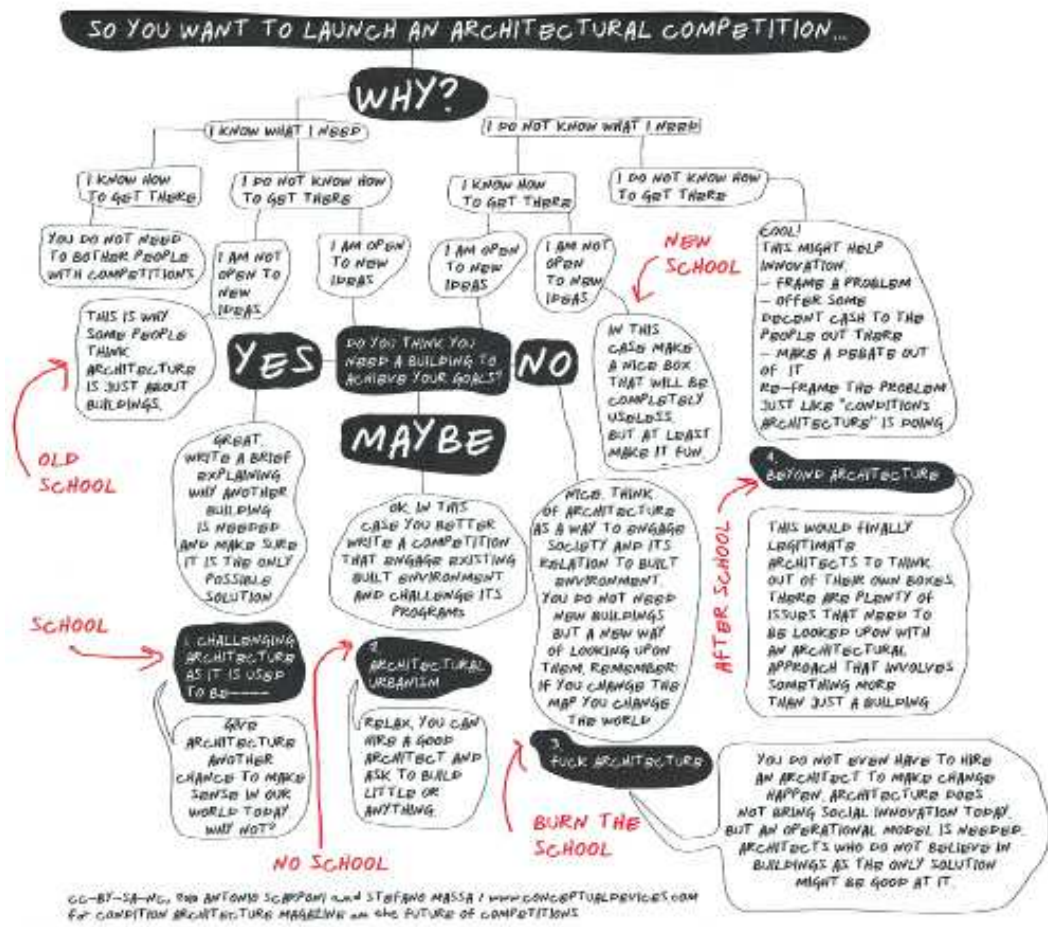 SO YOU WANT TO LAUNCH AN ARCHITECTURAL COMPETITION...
WHY?
I KNOW WHAT I NEED
I DO NOT KNOW WHAT I NEED
I KNOW HOW
TO GET THERE
I DO NOT KNOW HOW
TO GET THERE
I KNOW HOW
TO GET THERE
I DO NOT KNOW HOW
TO GET THERE
YOU DO NOT NEED
TO BOTHER PEOPLE
WITH COMPETITIONS
I AM NOT
OPEN TO
NEW
IDEAS
I AM OPEN
TO NEW
IDEAS
I AM OPEN
TO NEW
IDEAS
I AM NOT
OPEN
TO NEW
IDEAS
NEW
SCHOOL
COOL!
THIS MIGHT HELP
INNOVATION.
- FRAME A PROBLEM
- OFFER SOME
DECENT CASH TO THE
PEOPLE OUT THERE
- MAKE A DEBATE OUT
OF IT
RE-FRAME THE PROBLEM
JUST LIKE "CONDITIONS
ARCHITECTURE" IS DOING
THIS IS WHY
SOME PEOPLE
THINK
ARCHITECTURE
IS JUST ABOUT
BUILDINGS.
OLD
SCHOOL
YES
DO YOU THINK YOU
NEED A BUILDING TO
ACHIEVE YOUR GOALS?
NO
MAYBE
IN THIS
CASE MAKE
A NICE BOX
THAT WILL BE
COMPLETELY
USELESS.
BUT AT LEAST
MAKE IT FUN.
GREAT.
WRITE A BRIEF
EXPLAINING
WHY ANOTHER
BUILDING
IS NEEDED
AND MAKE SURE
IT IS THE ONLY
POSSIBLE
SOLUTION
OK. IN THIS
CASE YOU BETTER
WRITE A COMPETITION
THAT ENGAGE EXISTING
BUILT ENVIRONMENT
AND CHALLENGE ITS
PROGRAMS
NICE. THINK
OF ARCHITECTURE
AS A WAY TO ENGAGE
SOCIETY AND ITS
RELATION TO BUILT
ENVIRONMENT.
YOU DO NOT NEED
NEW BUILDINGS
BUT A NEW WAY
OF LOOKING UPON
THEM. REMEMBER:
IF YOU CHANGE THE
MAP YOU CHANGE
THE WORLD
4.
BEYOND ARCHITECTURE
AFTER SCHOOL
THIS WOULD FINALLY
LEGITIMATE
ARCHITECTS TO THINK
OUT OF THEIR OWN BOXES.
THERE ARE PLENTY OF
ISSUES THAT NEED TO
BE LOOKED UPON WITH
AN ARCHITECTURAL
APPROACH THAT INVOLVES
SOMETHING MORE
THAN JUST A BUILDING
SCHOOL
1. CHALLENGING
ARCHITECTURE
AS IT IS USED
TO BE----
GIVE
ARCHITECTURE
ANOTHER
CHANCE TO MAKE
SENSE IN OUR
WORLD TODAY.
WHY NOT?
2.
ARCHITECTURAL
URBANISM
RELAX, YOU CAN
HIRE A GOOD
ARCHITECT AND
ASK TO BUILD
LITTLE OR
ANYTHING.
NO SCHOOL
3.
FUCK ARCHITECTURE
BURN THE
SCHOOL
YOU DO NOT EVEN HAVE TO HIRE
AN ARCHITECT TO MAKE CHANGE
HAPPEN. ARCHITECTURE DOES
NOT BRING SOCIAL INNOVATION TODAY.
BUT AN OPERATIONAL MODEL IS NEEDED.
ARCHITECTS WHO DO NOT BELIEVE IN
BUILDINGS AS THE ONLY SOLUTION
MIGHT BE GOOD AT IT.
CC-BY-SA-NC, ANTONIO SCARPONI and STEFANO MASSA / WWW.CONCEPTUALDEVICES.COM
for CONDITION ARCHITECTURE MAGAZINE on the FUTURE OF COMPETITIONS